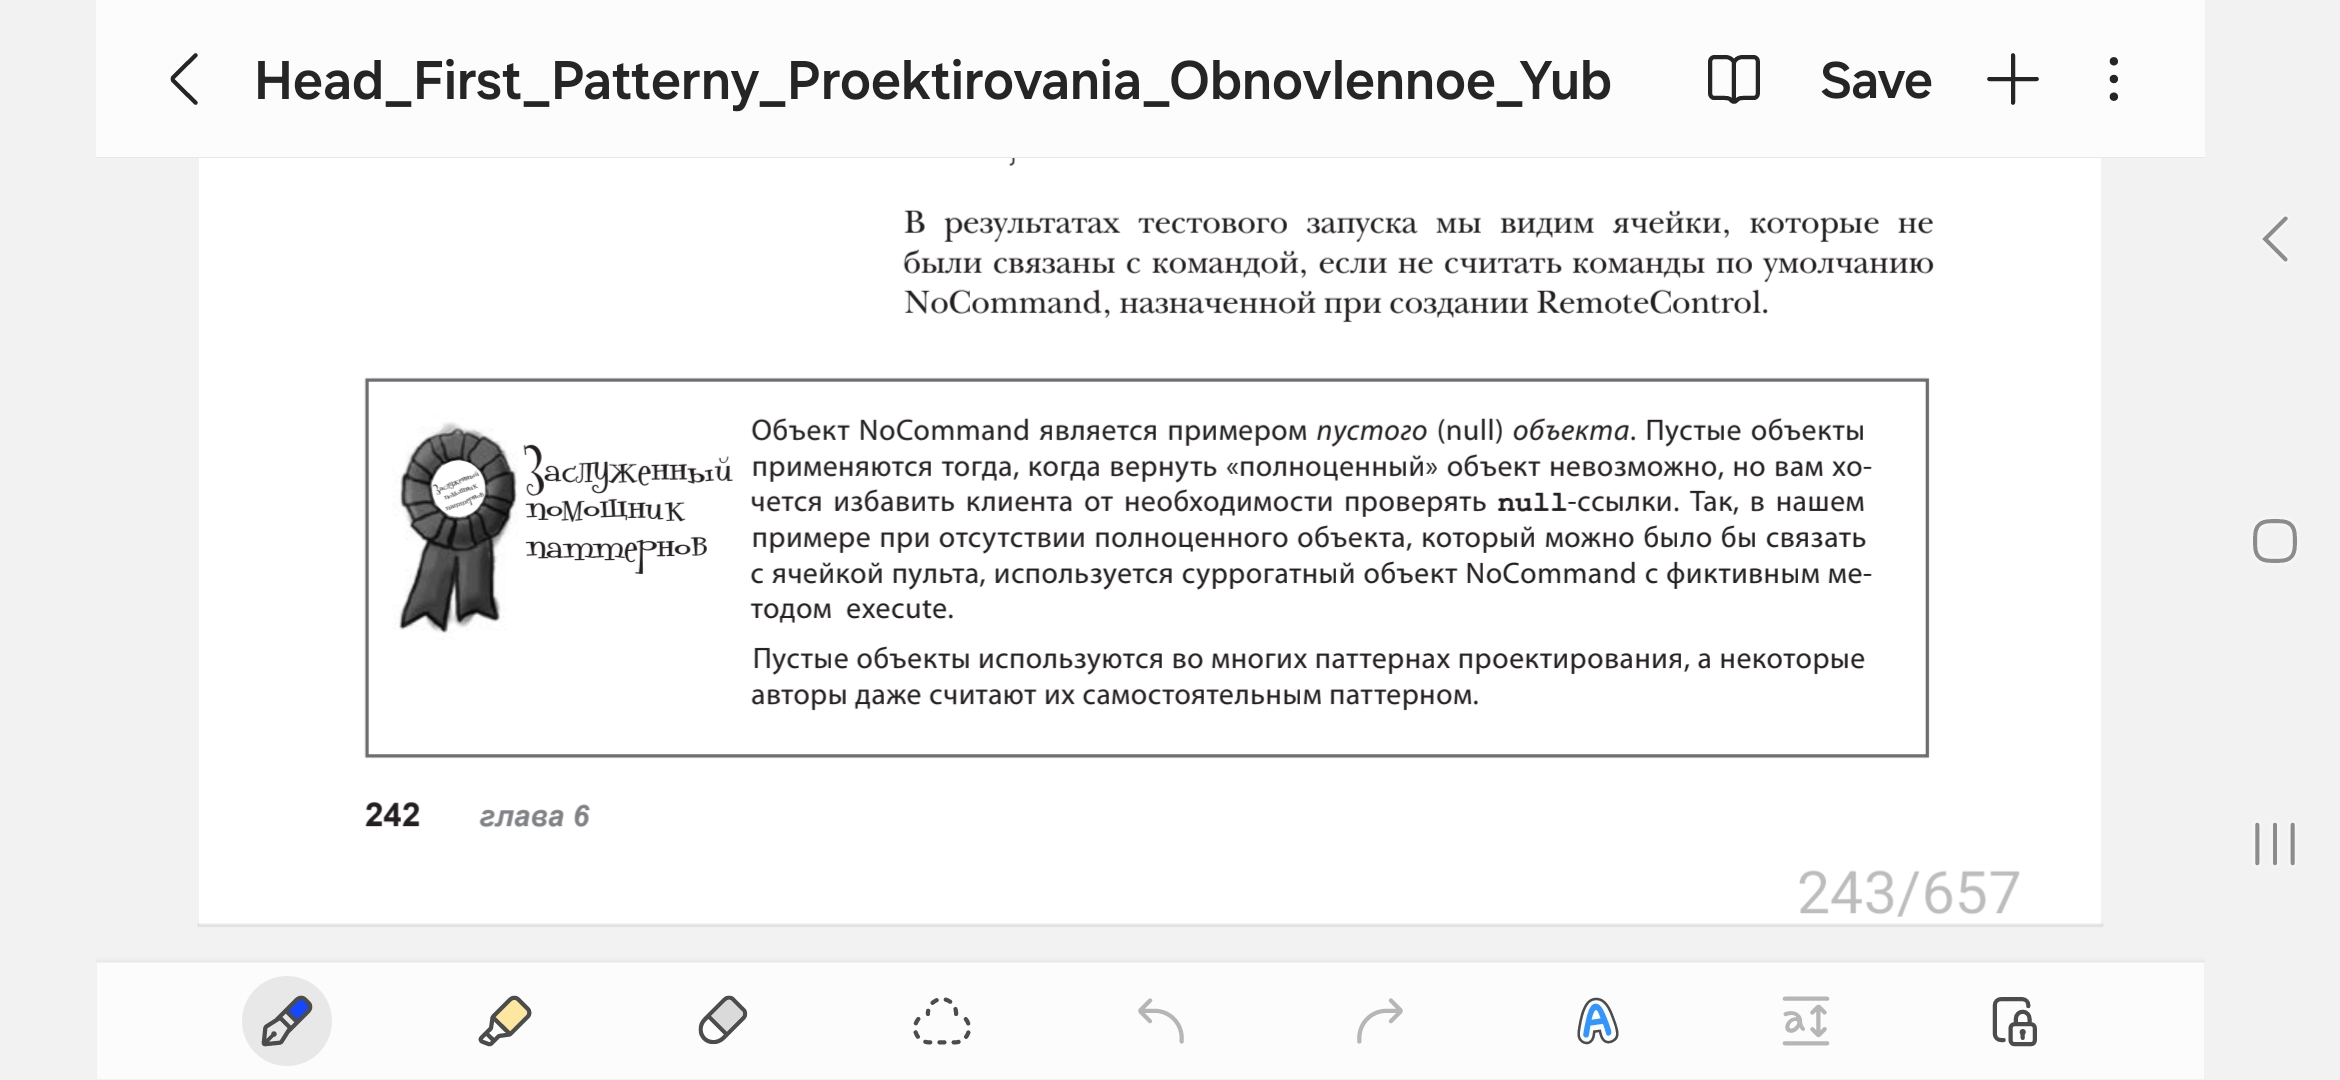 Head_First_Patterny_Proektirovania_Obnovlennoe_Yub
Save
В результатах тестового запуска мы видим ячейки, которые не
были связаны с командой, если не считать команды по умолчанию
NoCommand, назначенной при создании RemoteControl.
Заслуженный
помощник
паттернов
Объект NoCommand является примером пустого (null) объекта. Пустые объекты
применяются тогда, когда вернуть «полноценный» объект невозможно, но вам хо-
чется избавить клиента от необходимости проверять null-ссылки. Так, в нашем
примере при отсутствии полноценного объекта, который можно было бы связать
с ячейкой пульта, используется суррогатный объект NoCommand с фиктивным ме-
тодом execute.
Пустые объекты используются во многих паттернах проектирования, а некоторые
авторы даже считают их самостоятельным паттерном.
242 глава 6
243/657